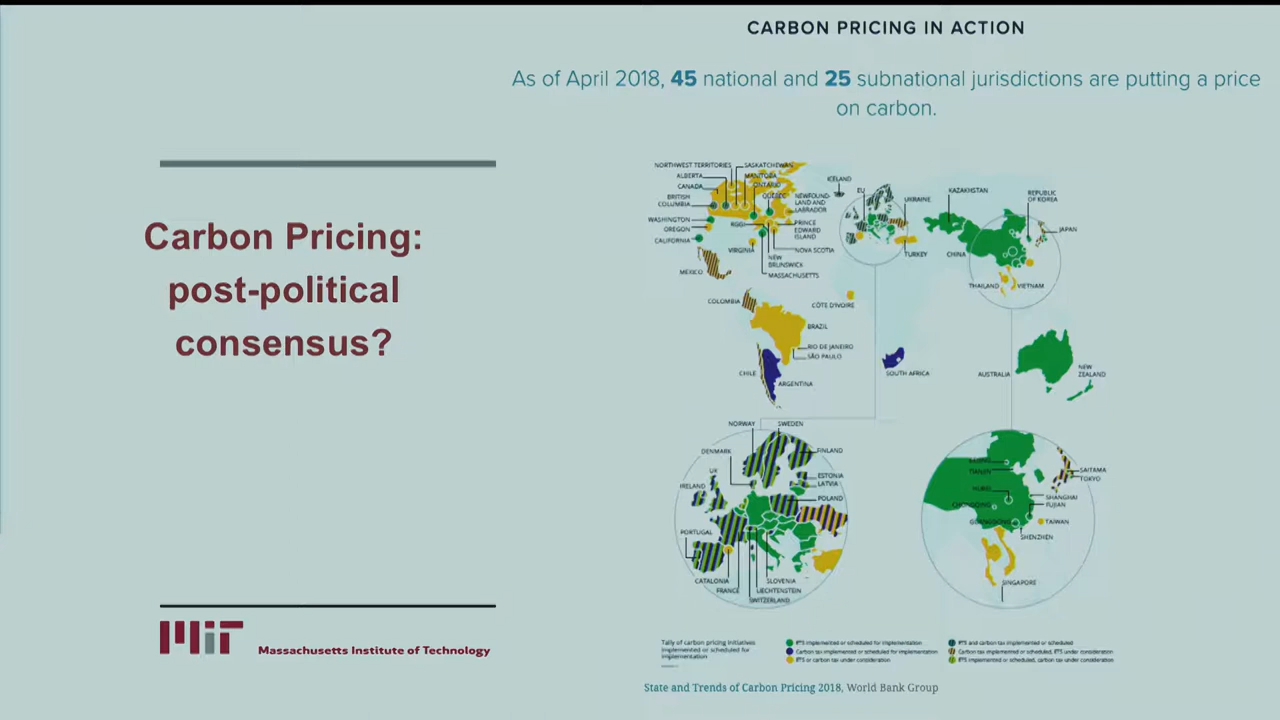 CARBON PRICING IN ACTION
As of April 2018, 45 national and 25 subnational jurisdictions are putting a price
on carbon.
Carbon Pricing:
post-political
consensus?
NORTHWEST TERRITORIES
SASKATCHEWAN
ALBERTA
MANITOBA
CANADA
ONTARIO
BRITISH
COLUMBIA
QUÉBEC
NEWFOUND-
LAND AND
LABRADOR
WASHINGTON
OREGON
CALIFORNIA
RGGI
PRINCE
EDWARD
ISLAND
VIRGINIA
NOVA SCOTIA
NEW
BRUNSWICK
MASSACHUSETTS
MEXICO
ICELAND
EU
UKRAINE
TURKEY
KAZAKHSTAN
REPUBLIC
OF KOREA
JAPAN
CHINA
THAILAND
VIETNAM
COLOMBIA
CÔTE D'IVOIRE
BRAZIL
RIO DE JANEIRO
SÃO PAULO
CHILE
ARGENTINA
SOUTH AFRICA
AUSTRALIA
NEW
ZEALAND
NORWAY
SWEDEN
DENMARK
FINLAND
UK
ESTONIA
LATVIA
IRELAND
POLAND
PORTUGAL
CATALONIA
SLOVENIA
FRANCE
LIECHTENSTEIN
SWITZERLAND
BEIJING
TIANJIN
SAITAMA
TOKYO
HUBEI
SHANGHAI
CHONGQING
FUJIAN
GUANGDONG
TAIWAN
SHENZHEN
SINGAPORE
Tally of carbon pricing initiatives
implemented or scheduled for
implementation
ETS implemented or scheduled for implementation
Carbon tax implemented or scheduled for implementation
ETS or carbon tax under consideration
ETS and carbon tax implemented or scheduled
Carbon tax implemented or scheduled, ETS under consideration
ETS implemented or scheduled, carbon tax under consideration
State and Trends of Carbon Pricing 2018, World Bank Group
MIT
Massachusetts Institute of Technology